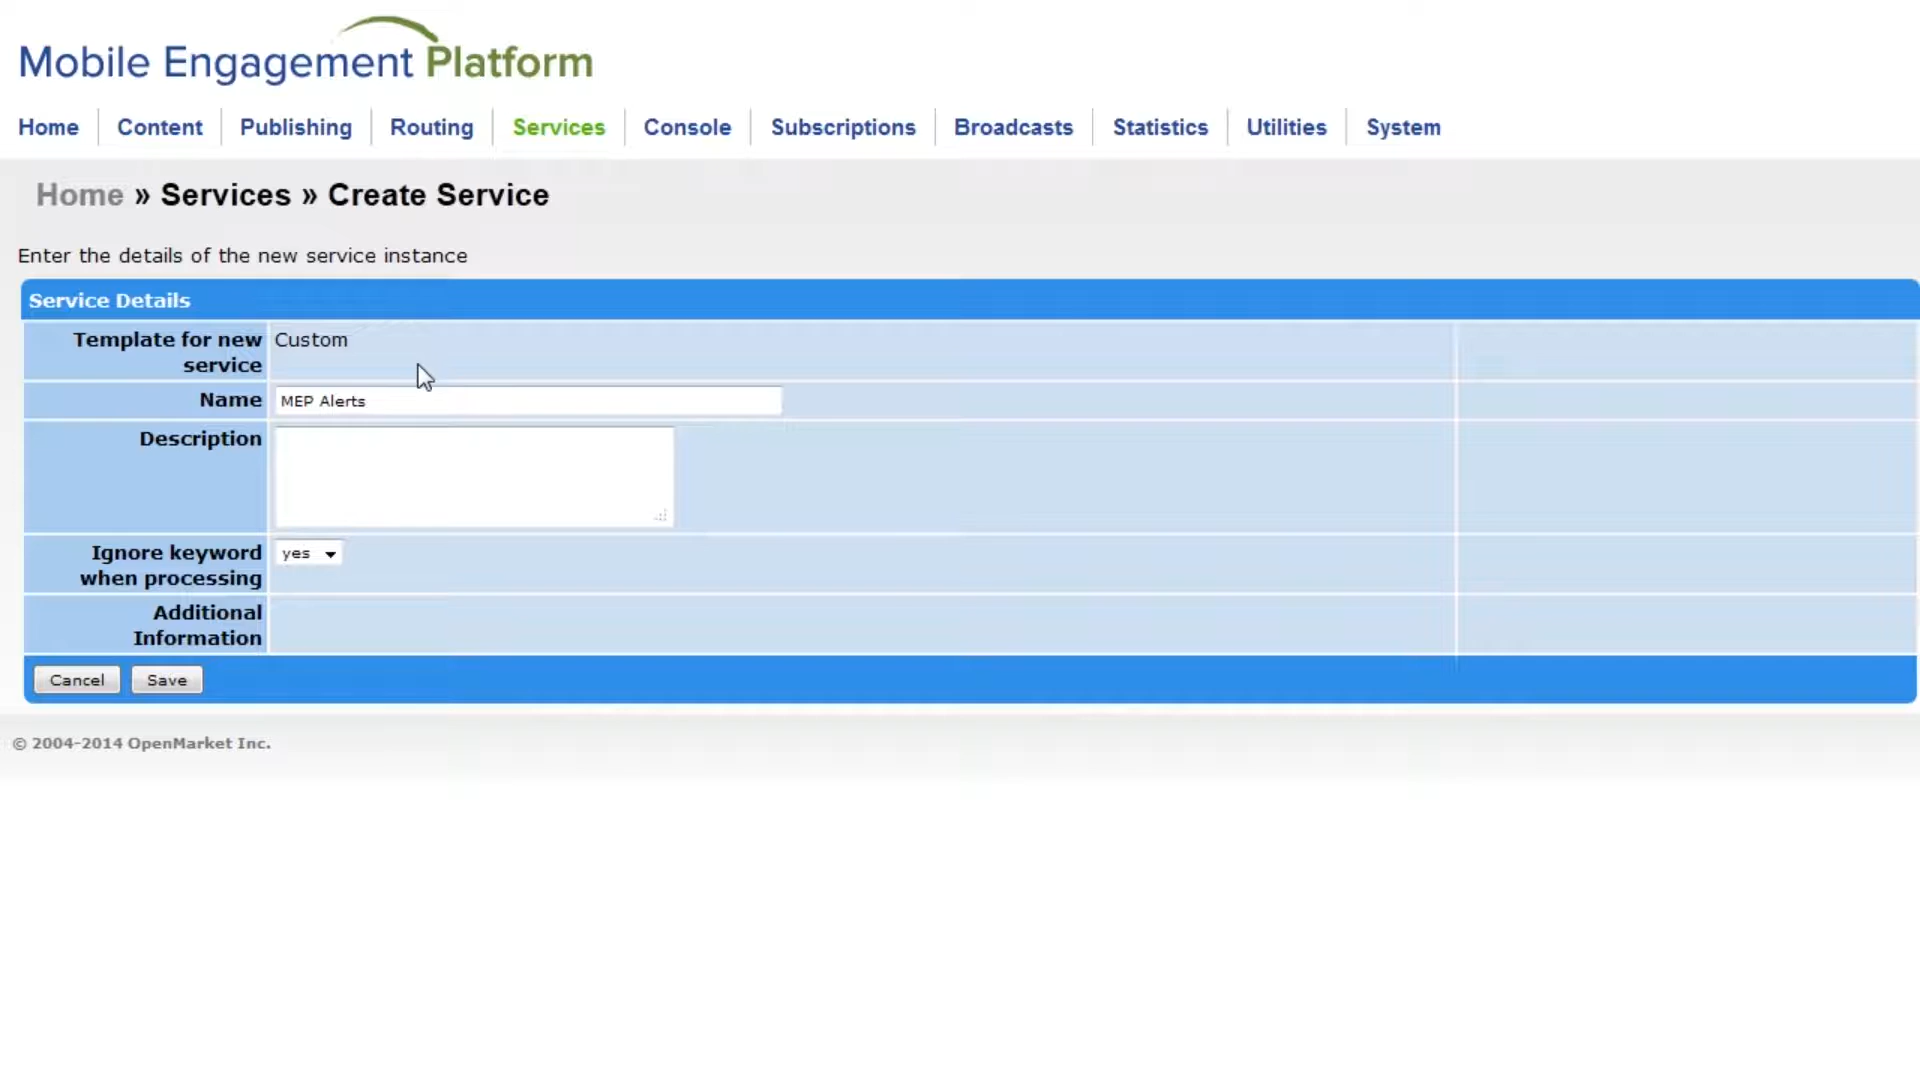 Mobile Engagement Platform
Home Content Publishing Routing Services Console Subscriptions Broadcasts Statistics Utilities System
Home » Services » Create Service
Enter the details of the new service instance
Service Details
Template for new Custom
service
Name MEP Alerts
Description
Ignore keyword yes
when processing
Additional
Information
Cancel Save
© 2004-2014 OpenMarket Inc.